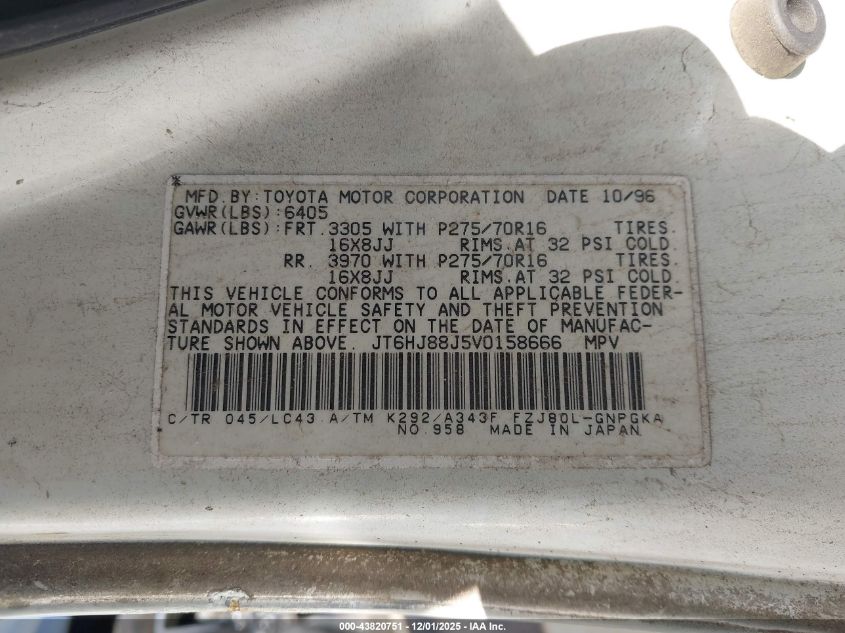 MFD. BY: TOYOTA MOTOR CORPORATION DATE 10/96
GVWR(LBS):6405
GAWR(LBS):FRT.3305 WITH P275/70R16 TIRES.
16X8JJ RIMS.AT 32 PSI COLD.
RR. 3970 WITH P275/70R16 TIRES.
16X8JJ RIMS.AT 32 PSI COLD.
THIS VEHICLE CONFORMS TO ALL APPLICABLE FEDER-
AL MOTOR VEHICLE SAFETY AND THEFT PREVENTION
STANDARDS IN EFFECT ON THE DATE OF MANUFAC-
TURE SHOWN ABOVE. JT6HJ88J5V0158666 MPV
C/TR 045/LC43 A/TM K292/A343F FZJ80L-GNPGKA
NO.958 MADE IN JAPAN.
000-43820751 - 12/01/2025 - IAA Inc.